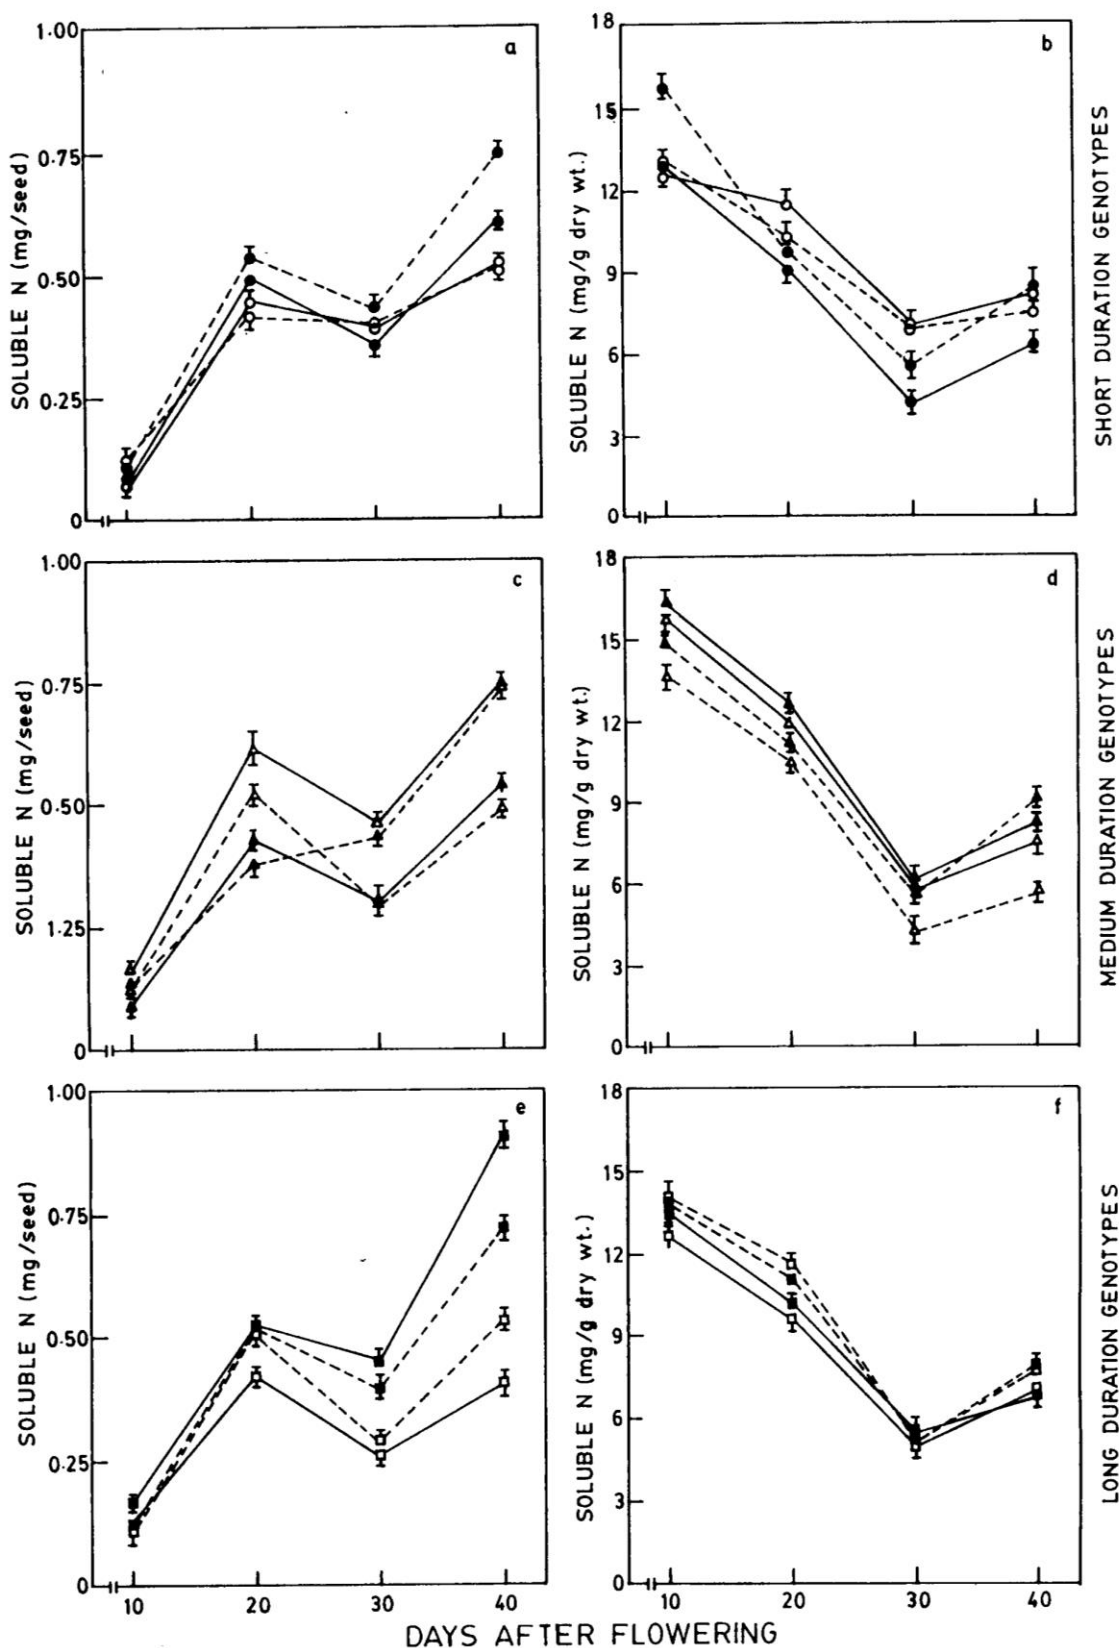 1·00
a
0·75
0·50
0·25
0
SOLUBLE N (mg/seed)
18
b
15
12
9
6
3
0
SOLUBLE N (mg/g dry wt.)
SHORT DURATION GENOTYPES
1·00
c
0·75
0·50
1·25
0
SOLUBLE N (mg/seed)
18
d
15
12
9
6
3
0
SOLUBLE N (mg/g dry wt.)
MEDIUM DURATION GENOTYPES
1·00
e
0·75
0·50
0·25
0
SOLUBLE N (mg/seed)
10 20 30 40
18
f
15
12
9
6
3
0
SOLUBLE N (mg/g dry wt.)
10 20 30 40
LONG DURATION GENOTYPES
DAYS AFTER FLOWERING